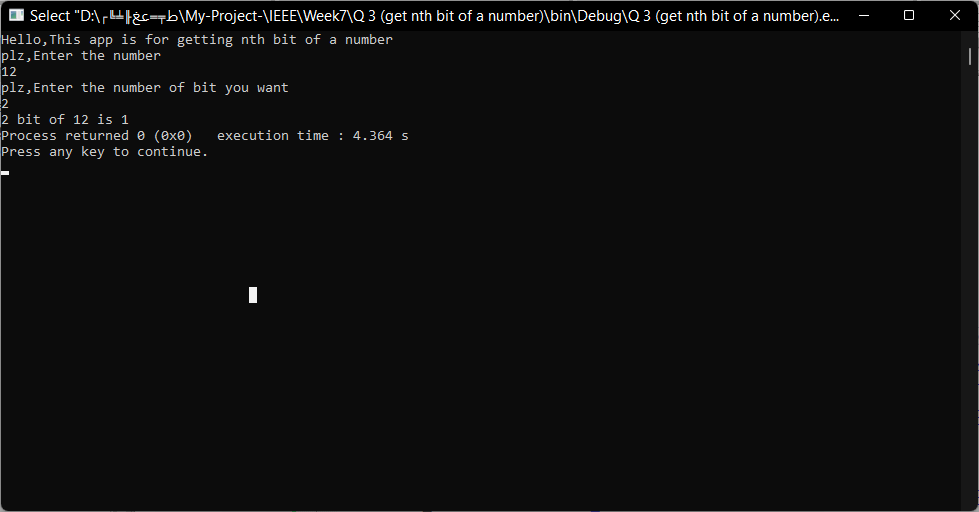 Select "D:\┌╚╩╠غع═╤ط\My-Project-\IEEE\Week7\Q 3 (get nth bit of a number)\bin\Debug\Q 3 (get nth bit of a number).e...
Hello,This app is for getting nth bit of a number
plz,Enter the number
12
plz,Enter the number of bit you want
2
2 bit of 12 is 1
Process returned 0 (0x0)   execution time : 4.364 s
Press any key to continue.